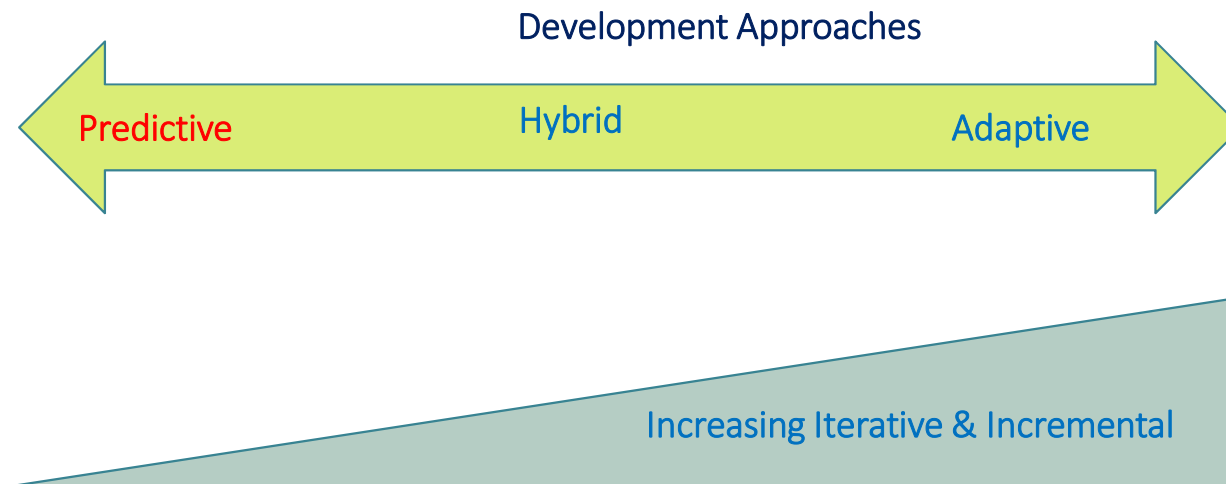 Development Approaches
Predictive
Hybrid
Adaptive
Increasing Iterative & Incremental